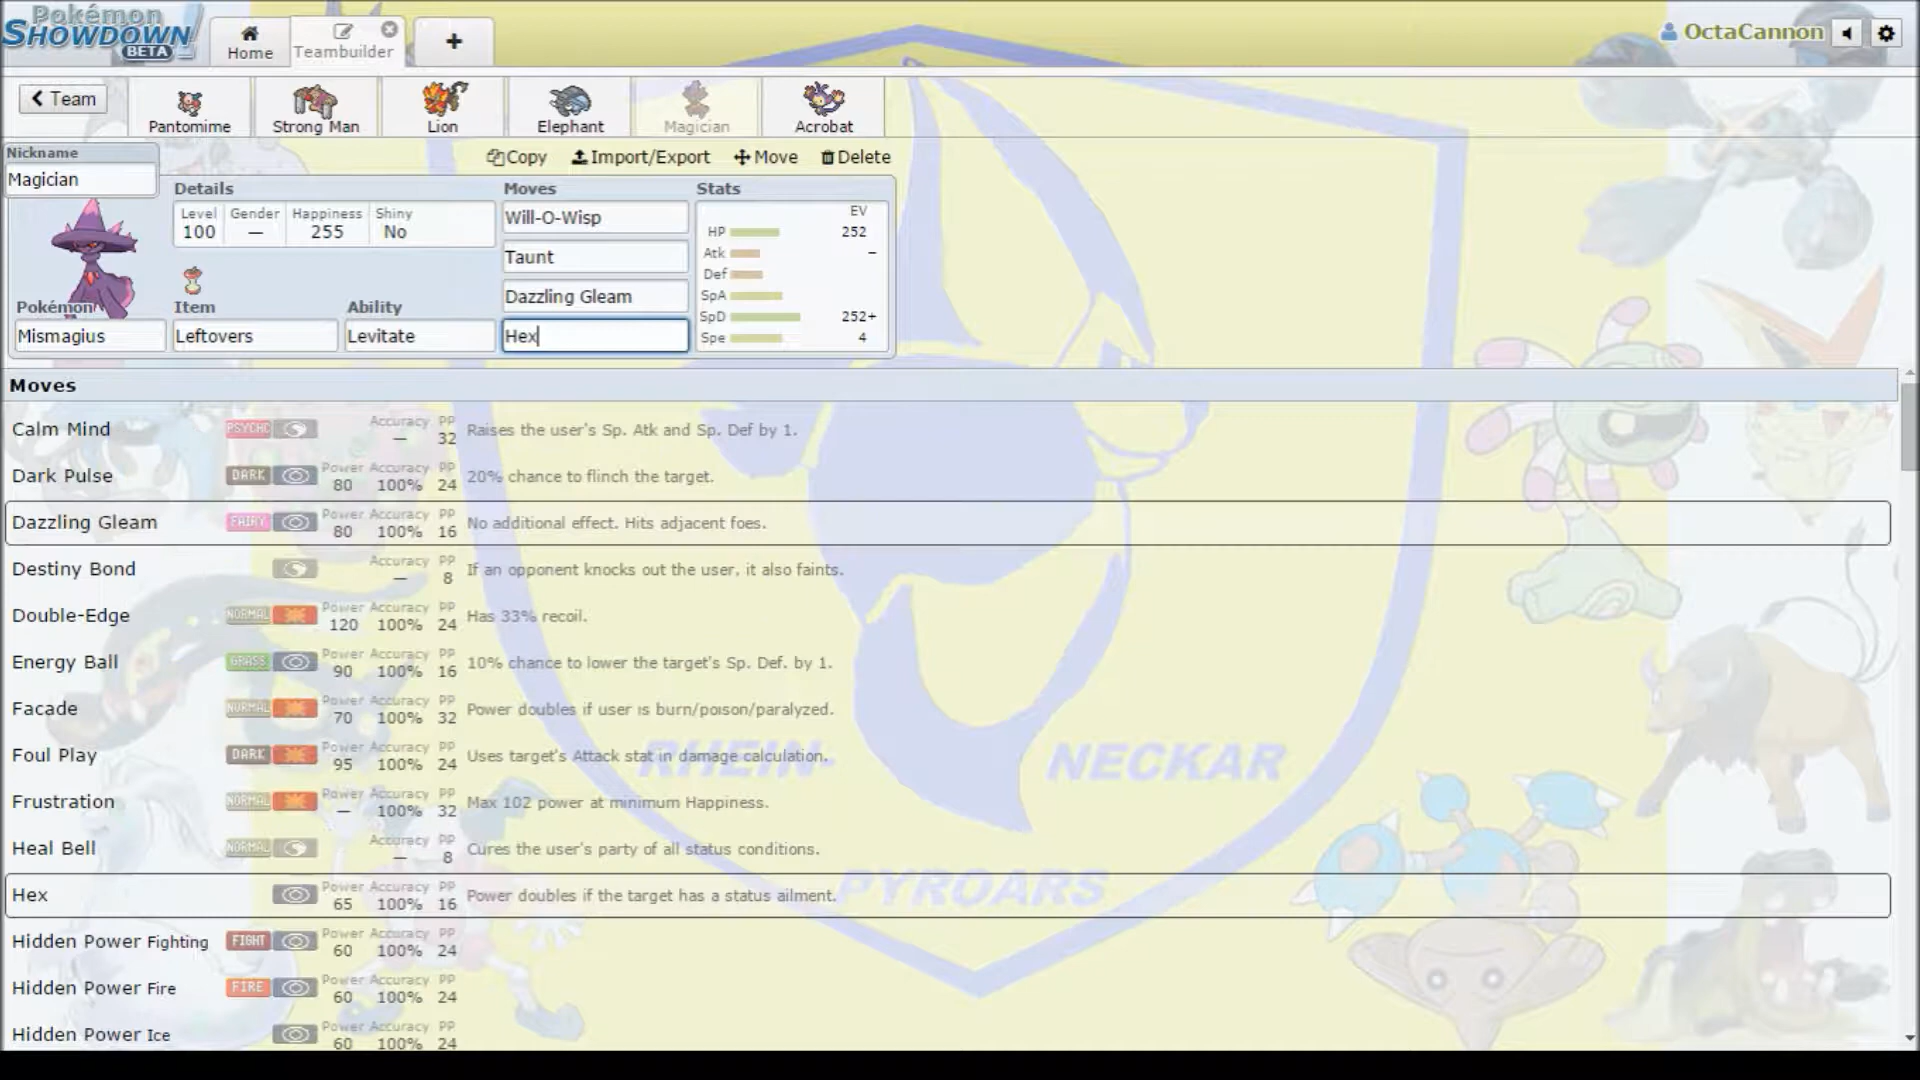 Pokémon
SHOWDOWN
BETA
Home
Teambuilder
+
OctaCannon
Team
Pantomime
Strong Man
Lion
Elephant
Magician
Acrobat
Nickname
Magician
Copy
Import/Export
Move
Delete
Details
Moves
Stats
Level
100
Gender
—
Happiness
255
Shiny
No
Pokémon
Mismagius
Item
Leftovers
Ability
Levitate
Will-O-Wisp
Taunt
Dazzling Gleam
Hex
EV
HP 252
Atk –
Def
SpA
SpD 252+
Spe 4
Moves
Calm Mind PSYCHC Accuracy — PP 32 Raises the user's Sp. Atk and Sp. Def by 1.
Dark Pulse DARK Power 80 Accuracy 100% PP 24 20% chance to flinch the target.
Dazzling Gleam FAIRY Power 80 Accuracy 100% PP 16 No additional effect. Hits adjacent foes.
Destiny Bond Accuracy — PP 8 If an opponent knocks out the user, it also faints.
Double-Edge NORMAL Power 120 Accuracy 100% PP 24 Has 33% recoil.
Energy Ball GRASS Power 90 Accuracy 100% PP 16 10% chance to lower the target's Sp. Def. by 1.
Facade NORMAL Power 70 Accuracy 100% PP 32 Power doubles if user is burn/poison/paralyzed.
Foul Play DARK Power 95 Accuracy 100% PP 24 Uses target's Attack stat in damage calculation.
Frustration NORMAL Power — Accuracy 100% PP 32 Max 102 power at minimum Happiness.
Heal Bell NORMAL Accuracy — PP 8 Cures the user's party of all status conditions.
Hex Power 65 Accuracy 100% PP 16 Power doubles if the target has a status ailment.
Hidden Power Fighting FIGHT Power 60 Accuracy 100% PP 24
Hidden Power Fire FIRE Power 60 Accuracy 100% PP 24
Hidden Power Ice Power 60 Accuracy 100% PP 24
RHEIN-
NECKAR
PYROARS